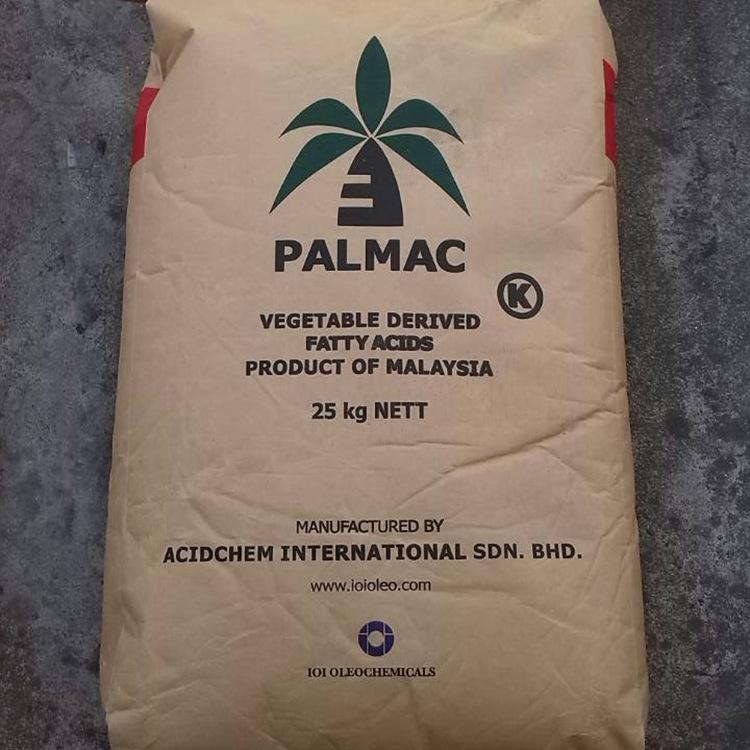 PALMAC
K
VEGETABLE DERIVED
FATTY ACIDS
PRODUCT OF MALAYSIA
25 kg NETT
MANUFACTURED BY
ACIDCHEM INTERNATIONAL SDN. BHD.
www.ioioleo.com
IOI OLEOCHEMICALS